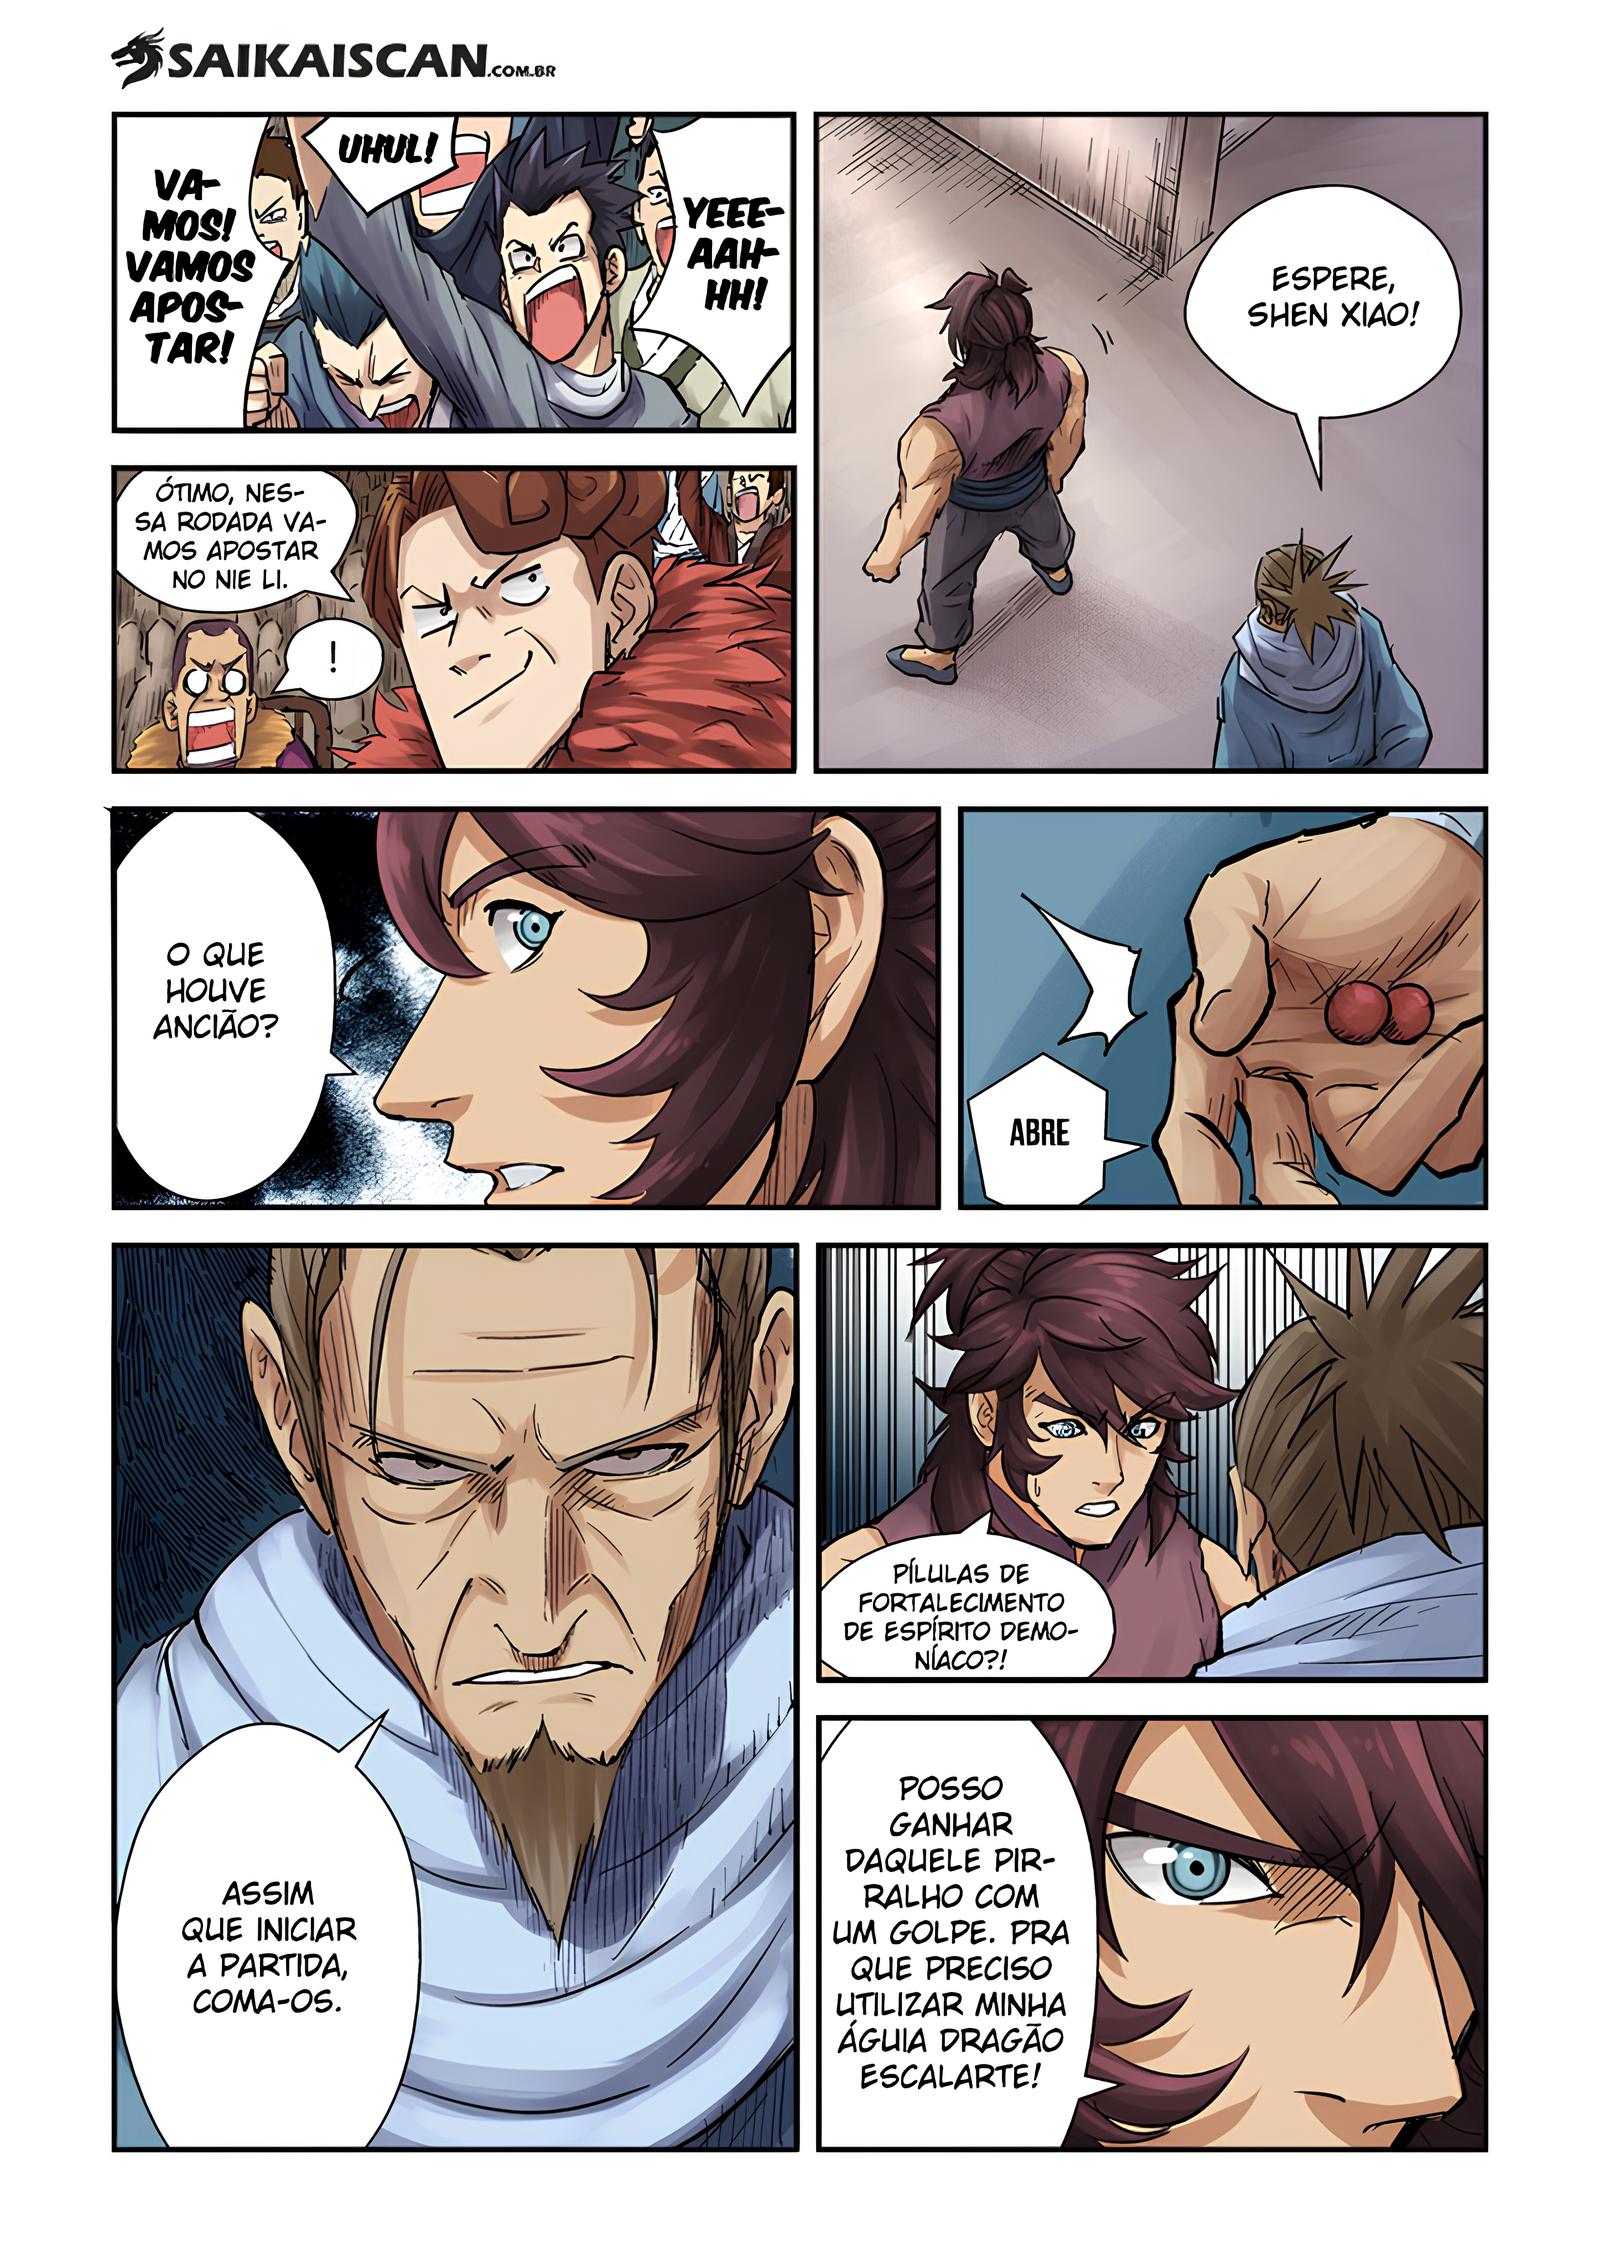 SAIKAISCAN.COM.BR
VA-
MOS!
VAMOS
APOS-
TAR!
UHUL!
YEEE-
AAH-
HH!
ÓTIMO, NES-
SA RODADA VA-
MOS APOSTAR
NO NIE LI.
!
ESPERE,
SHEN XIAO!
O QUE
HOUVE
ANCIÃO?
ABRE
ASSIM
QUE INICIAR
A PARTIDA,
COMA-OS.
PÍLULAS DE
FORTALECIMENTO
DE ESPÍRITO DEMO-
NÍACO?!
POSSO
GANHAR
DAQUELE PIR-
RALHO COM
UM GOLPE. PRA
QUE PRECISO
UTILIZAR MINHA
ÁGUIA DRAGÃO
ESCALARTE!